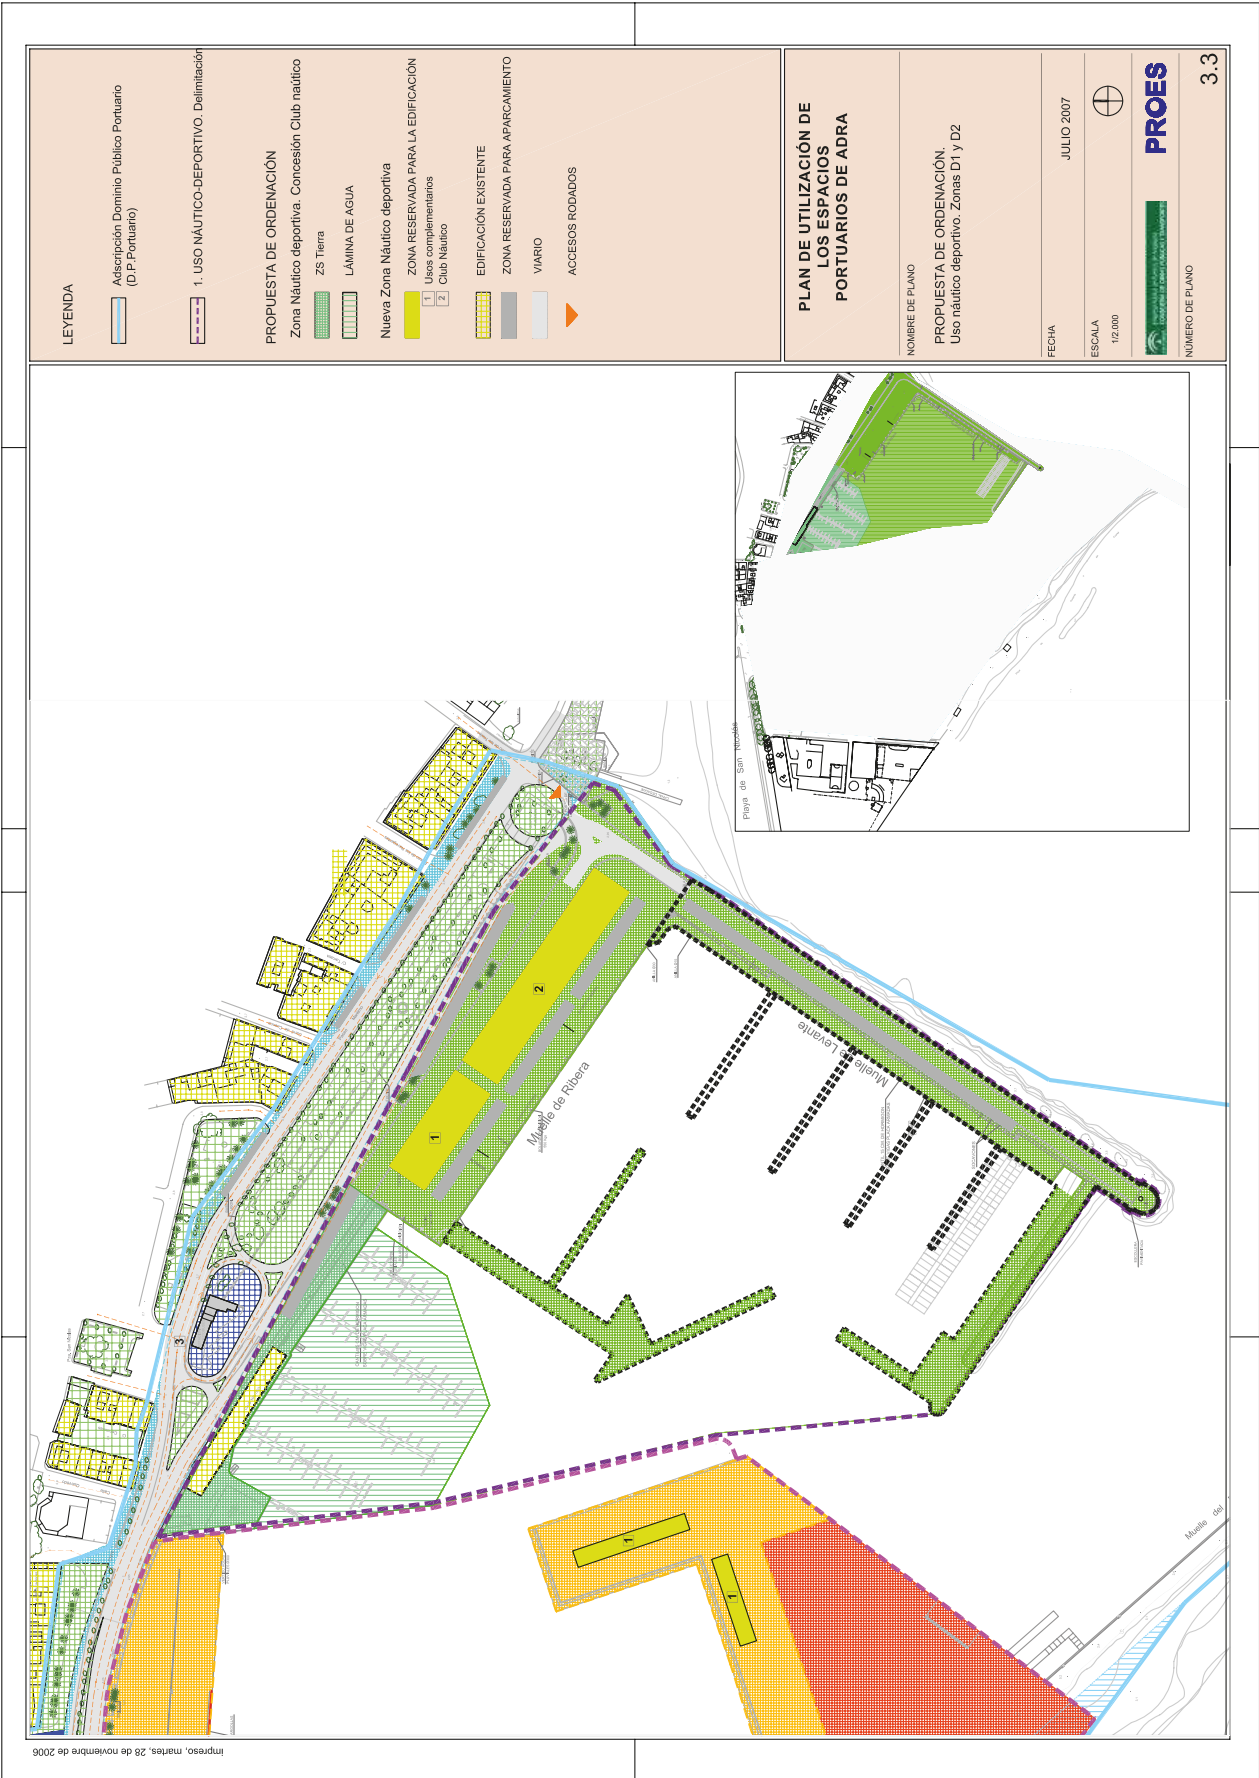 LEYENDA
Adscripción Dominio Público Portuario
(D.P.Portuario)
1. USO NÁUTICO-DEPORTIVO. Delimitación
PROPUESTA DE ORDENACIÓN
Zona Náutico deportiva. Concesión Club naútico
ZS Tierra
LÁMINA DE AGUA
Nueva Zona Náutico deportiva
ZONA RESERVADA PARA LA EDIFICACIÓN
1 Usos complementarios
2 Club Náutico
EDIFICACIÓN EXISTENTE
ZONA RESERVADA PARA APARCAMIENTO
VIARIO
ACCESOS RODADOS
PLAN DE UTILIZACIÓN DE
LOS ESPACIOS
PORTUARIOS DE ADRA
NOMBRE DE PLANO
PROPUESTA DE ORDENACIÓN.
Uso náutico deportivo. Zonas D1 y D2
FECHA
JULIO 2007
ESCALA
1/2.000
PROES
NÚMERO DE PLANO
3.3
Playa de San Nicolás
Muelle de Ribera
Muelle de Levante
Muelle del
1
2
3
1
1
impreso, martes, 28 de noviembre de 2006